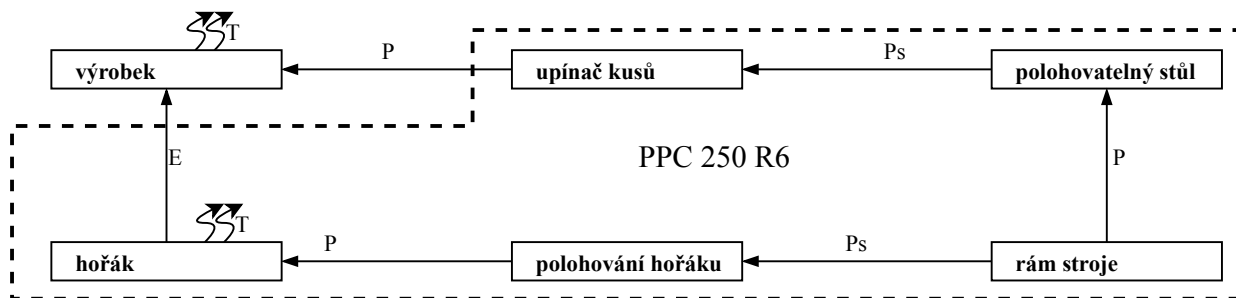 T
výrobek
P
upínač kusů
Ps
polohovatelný stůl
E
PPC 250 R6
P
T
hořák
P
polohování hořáku
Ps
rám stroje